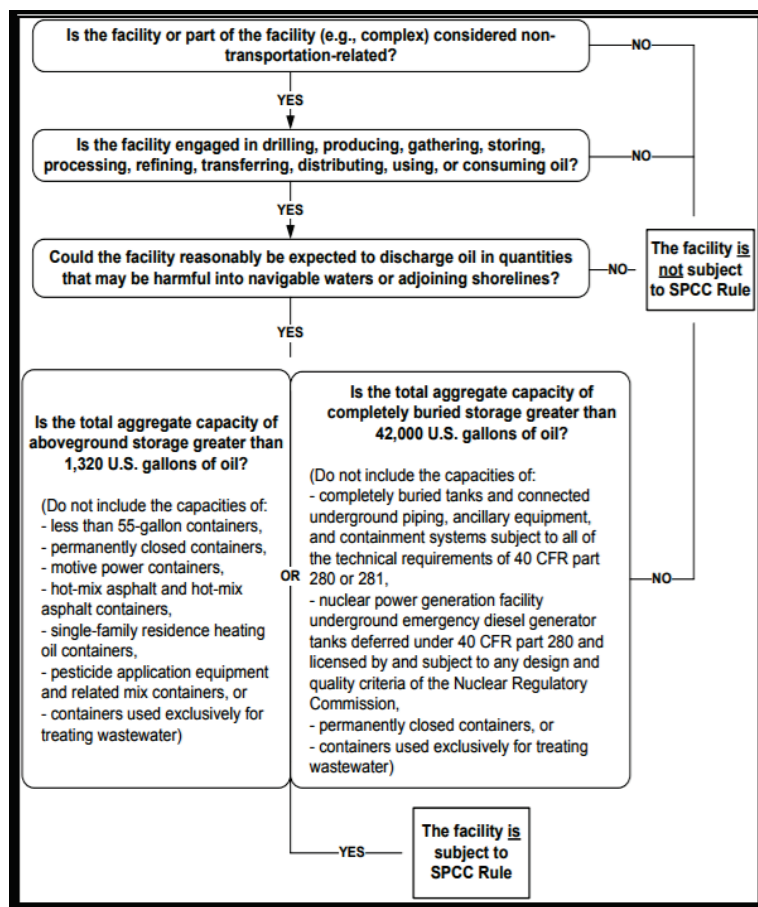 Is the facility or part of the facility (e.g., complex) considered non-
transportation-related?
NO
YES
Is the facility engaged in drilling, producing, gathering, storing,
processing, refining, transferring, distributing, using, or consuming oil?
NO
YES
Could the facility reasonably be expected to discharge oil in quantities
that may be harmful into navigable waters or adjoining shorelines?
NO
The facility is
not subject
to SPCC Rule
YES
Is the total aggregate capacity of
aboveground storage greater than
1,320 U.S. gallons of oil?
(Do not include the capacities of:
- less than 55-gallon containers,
- permanently closed containers,
- motive power containers,
- hot-mix asphalt and hot-mix
asphalt containers,
- single-family residence heating
oil containers,
- pesticide application equipment
and related mix containers, or
- containers used exclusively for
treating wastewater)
OR
Is the total aggregate capacity of
completely buried storage greater than
42,000 U.S. gallons of oil?
(Do not include the capacities of:
- completely buried tanks and connected
underground piping, ancillary equipment,
and containment systems subject to all of
the technical requirements of 40 CFR part
280 or 281,
- nuclear power generation facility
underground emergency diesel generator
tanks deferred under 40 CFR part 280 and
licensed by and subject to any design and
quality criteria of the Nuclear Regulatory
Commission,
- permanently closed containers, or
- containers used exclusively for treating
wastewater)
NO
YES
The facility is
subject to
SPCC Rule